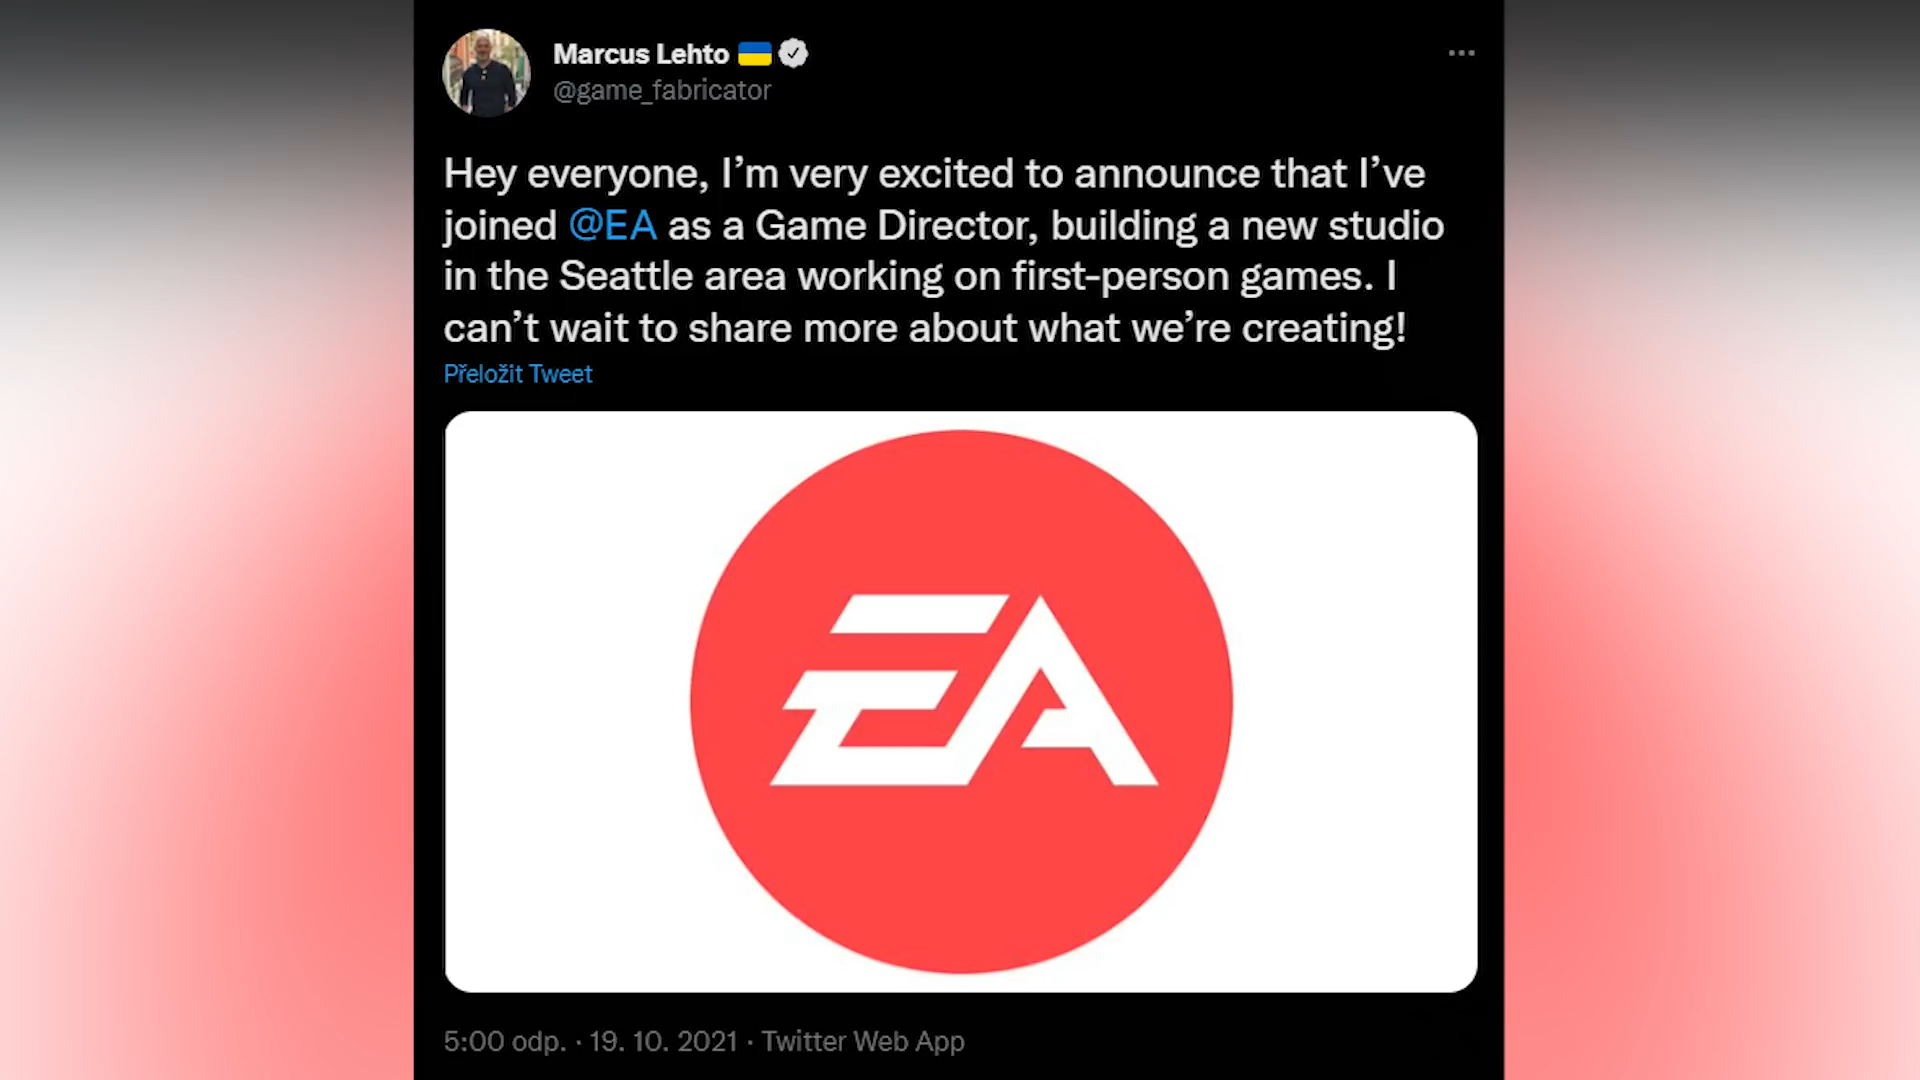 Marcus Lehto
@game_fabricator
Hey everyone, I’m very excited to announce that I’ve
joined @EA as a Game Director, building a new studio
in the Seattle area working on first-person games. I
can’t wait to share more about what we’re creating!
Přeložit Tweet
EA
5:00 odp. · 19. 10. 2021 · Twitter Web App